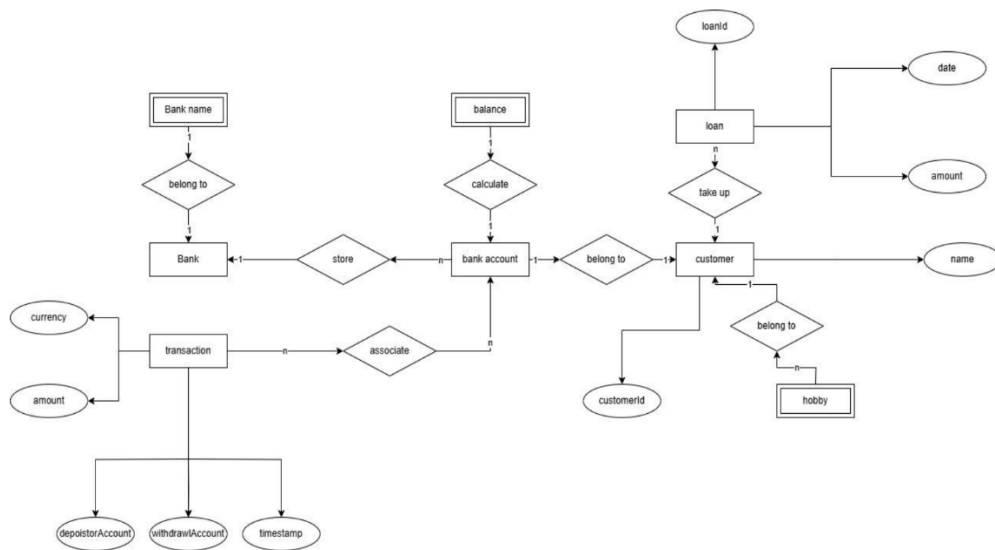 loanId
date
Bank name
balance
loan
1
1
n
belong to
calculate
take up
amount
1
1
1
Bank
1
store
n
bank account
1
belong to
1
customer
name
currency
1
belong to
transaction
n
associate
n
n
amount
customerId
hobby
depoistorAccount
withdrawlAccount
timestamp